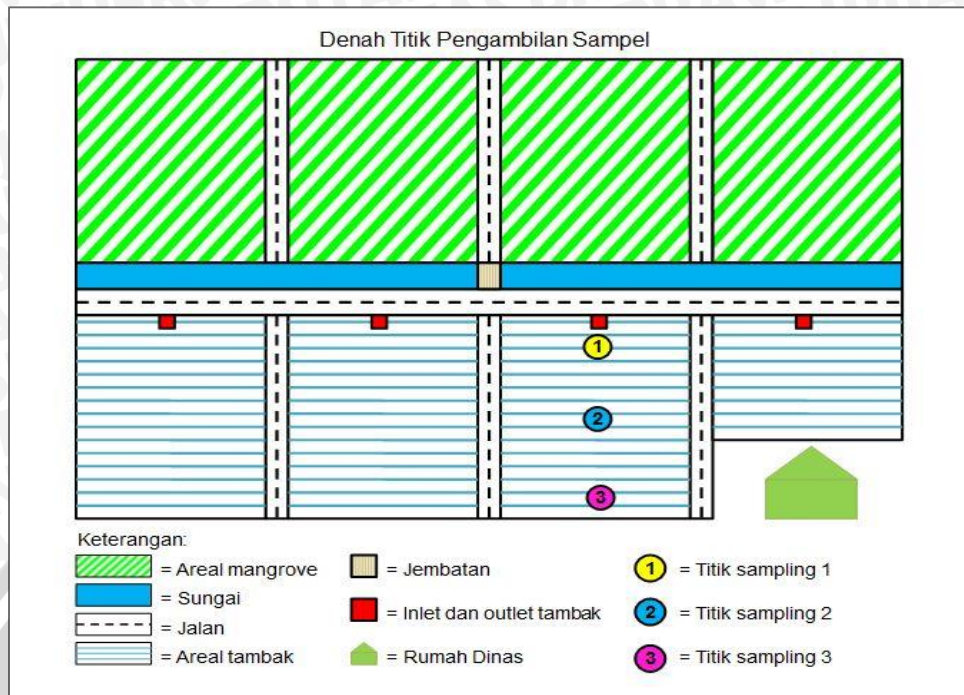 Denah Titik Pengambilan Sampel
1
2
3
Keterangan:
= Areal mangrove
= Sungai
= Jalan
= Areal tambak
= Jembatan
= Inlet dan outlet tambak
= Rumah Dinas
1 = Titik sampling 1
2 = Titik sampling 2
3 = Titik sampling 3